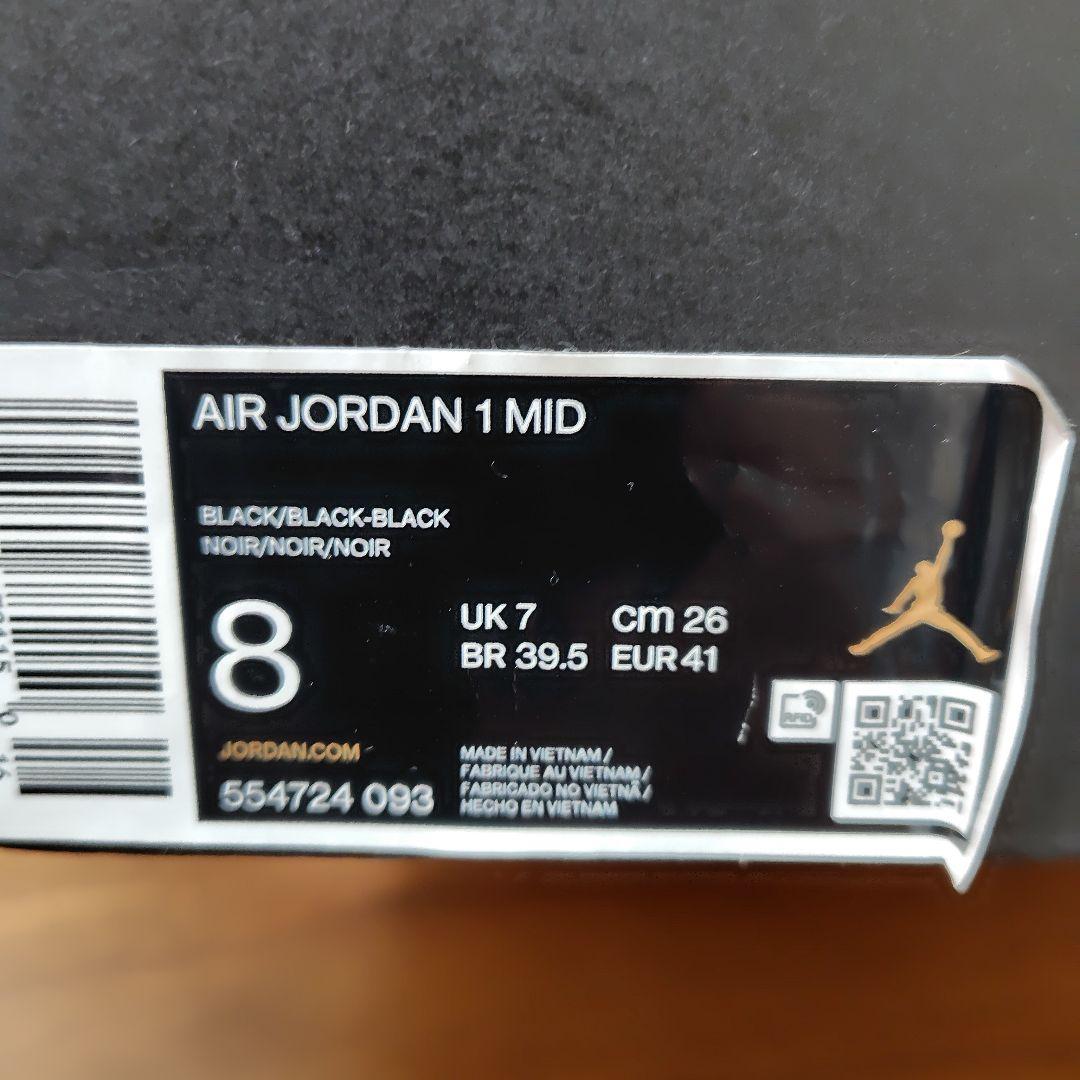 AIR JORDAN 1 MID
BLACK/BLACK-BLACK
NOIR/NOIR/NOIR
8
UK 7 cm 26
BR 39.5 EUR 41
JORDAN.COM
554724 093
MADE IN VIETNAM /
FABRIQUE AU VIETNAM /
FABRICADO NO VIETNÃ /
HECHO EN VIETNAM
RFID